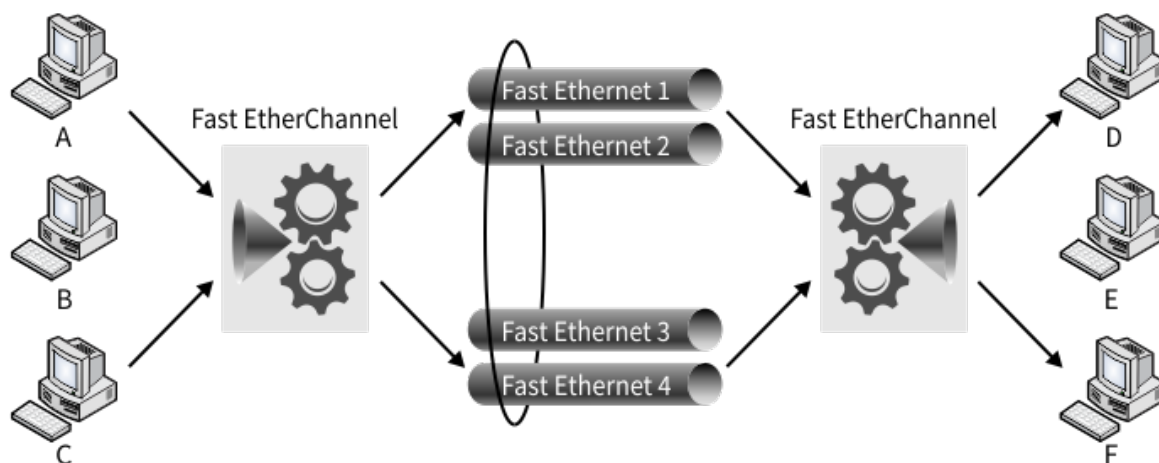 A
B
C
Fast EtherChannel
Fast Ethernet 1
Fast Ethernet 2
Fast Ethernet 3
Fast Ethernet 4
Fast EtherChannel
D
E
F